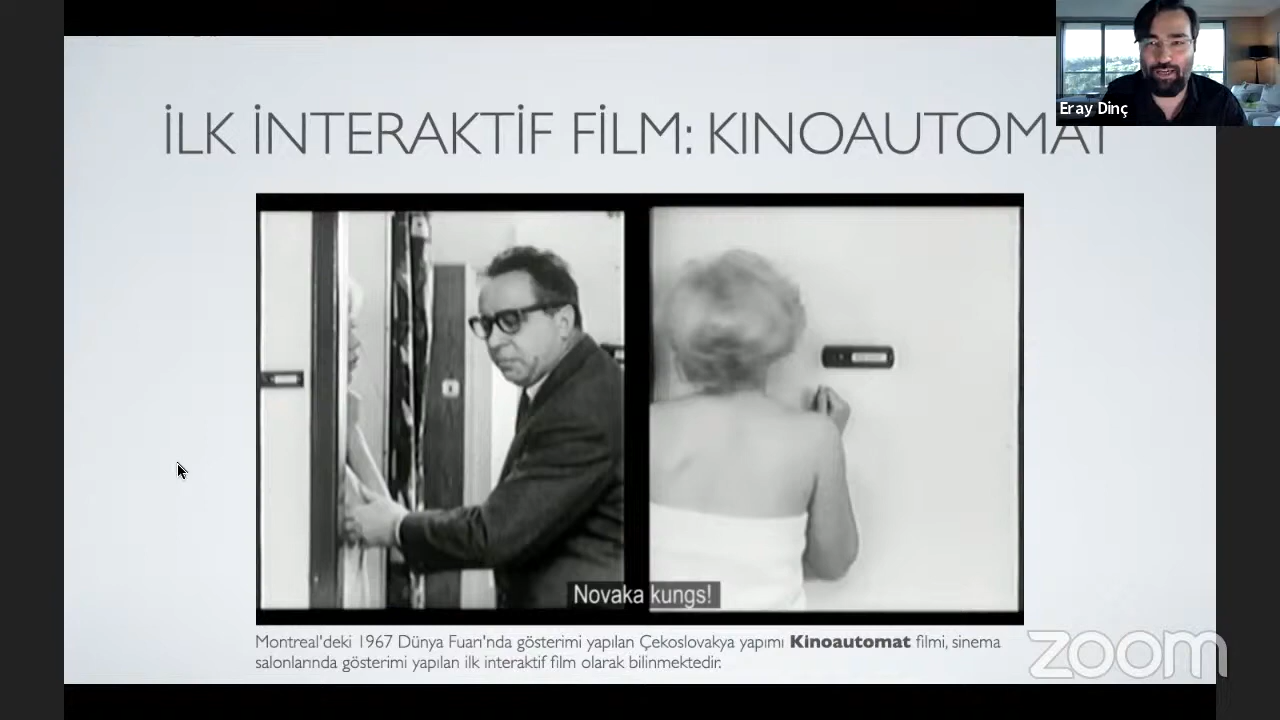 Eray Dinç
İLK İNTERAKTİF FİLM: KINOAUTOMAT
Novaka kungs!
Montreal'deki 1967 Dünya Fuarı'nda gösterimi yapılan Çekoslovakya yapımı Kinoautomat filmi, sinema
salonlarında gösterimi yapılan ilk interaktif film olarak bilinmektedir.
zoom